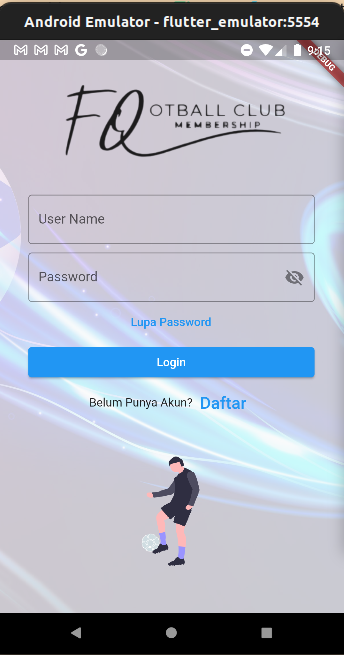 Android Emulator - flutter_emulator:5554
9:15
DEBUG
FOOTBALL CLUB
MEMBERSHIP
User Name
Password
Lupa Password
Login
Belum Punya Akun? Daftar